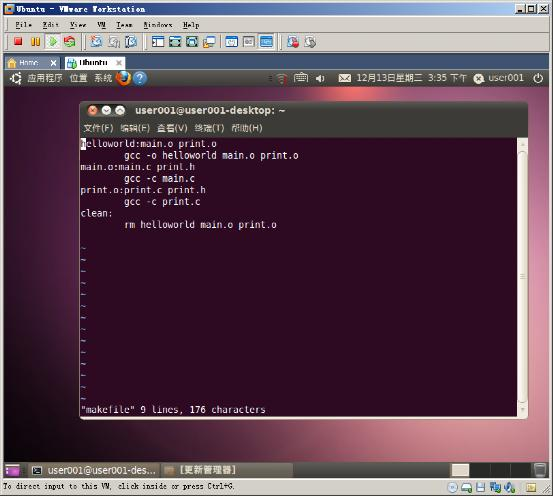 Ubuntu - VMware Workstation
File Edit View VM Team Windows Help
Home Ubuntu
应用程序 位置 系统 12月13日星期二 3:35 下午 user001
user001@user001-desktop: ~
文件(F) 编辑(E) 查看(V) 终端(T) 帮助(H)
helloworld:main.o print.o
gcc -o helloworld main.o print.o
main.o:main.c print.h
gcc -c main.c
print.o:print.c print.h
gcc -c print.c
clean:
rm helloworld main.o print.o
~
~
~
~
~
~
~
~
~
~
~
~
~
~
"makefile" 9 lines, 176 characters
user001@user001-des... [更新管理器]
To direct input to this VM, click inside or press Ctrl+G.